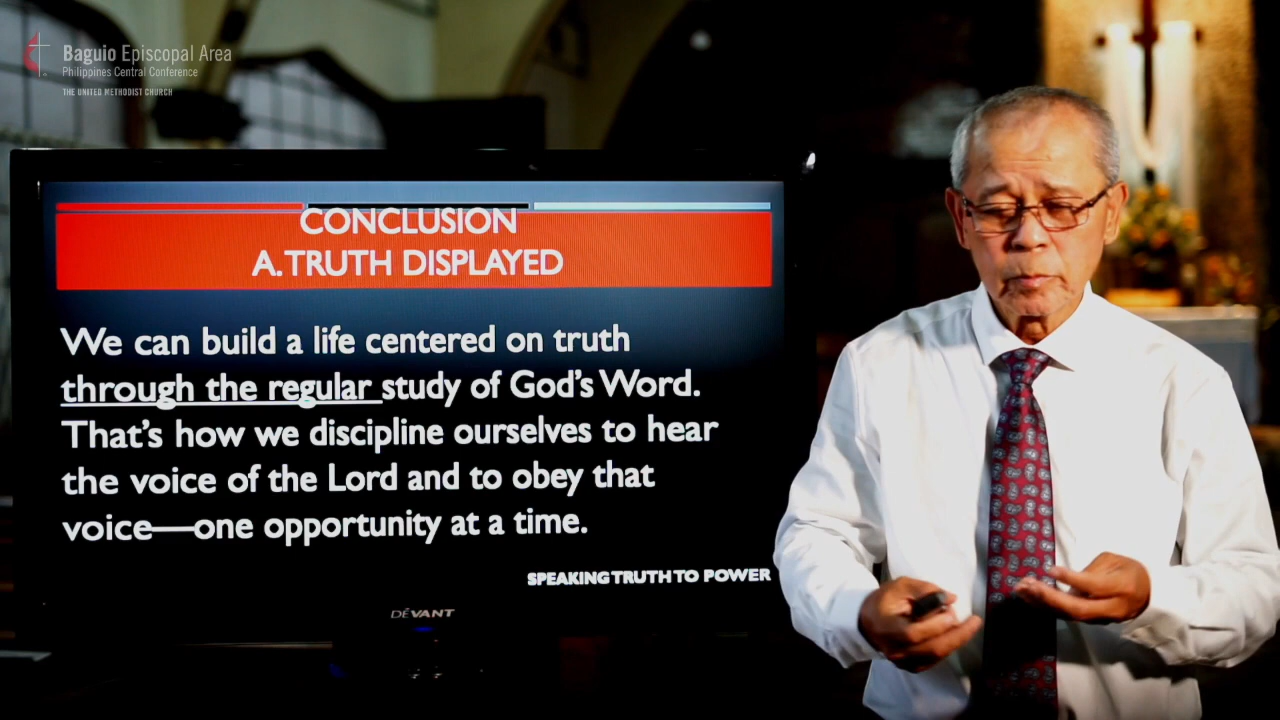 Baguio Episcopal Area
Philippines Central Conference
THE UNITED METHODIST CHURCH
CONCLUSION
A. TRUTH DISPLAYED
We can build a life centered on truth
through the regular study of God's Word.
That's how we discipline ourselves to hear
the voice of the Lord and to obey that
voice—one opportunity at a time.
SPEAKING TRUTH TO POWER
DEVANT